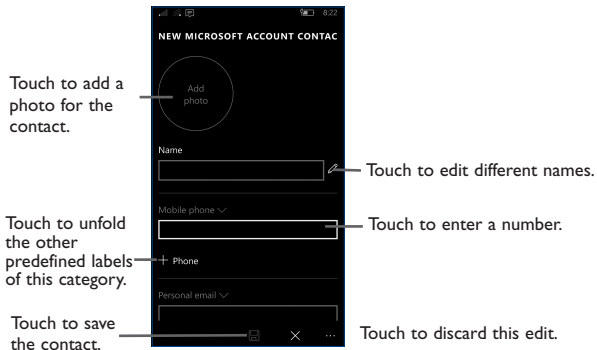 8:22
NEW MICROSOFT ACCOUNT CONTAC
Touch to add a
photo for the
contact.
Add
photo
Name
Touch to edit different names.
Mobile phone
Touch to enter a number.
Touch to unfold
the other
predefined labels
of this category.
+ Phone
Personal email
Touch to save
the contact.
Touch to discard this edit.